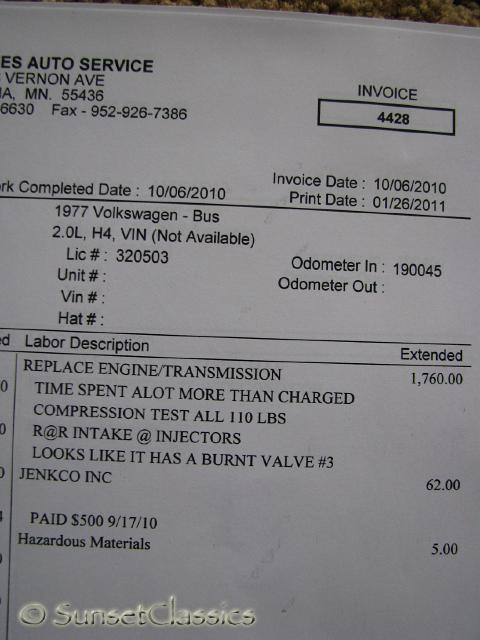 ES AUTO SERVICE
VERNON AVE
MN. 55436
6630 Fax - 952-926-7386
INVOICE
4428
Invoice Date : 10/06/2010
rk Completed Date : 10/06/2010
Print Date : 01/26/2011
1977 Volkswagen - Bus
2.0L, H4, VIN (Not Available)
Lic # : 320503
Odometer In : 190045
Unit # :
Odometer Out :
Vin # :
Hat # :
ed Labor Description Extended
REPLACE ENGINE/TRANSMISSION 1,760.00
TIME SPENT ALOT MORE THAN CHARGED
COMPRESSION TEST ALL 110 LBS
R@R INTAKE @ INJECTORS
LOOKS LIKE IT HAS A BURNT VALVE #3
JENKCO INC 62.00
PAID $500 9/17/10
Hazardous Materials 5.00
© SunsetClassics